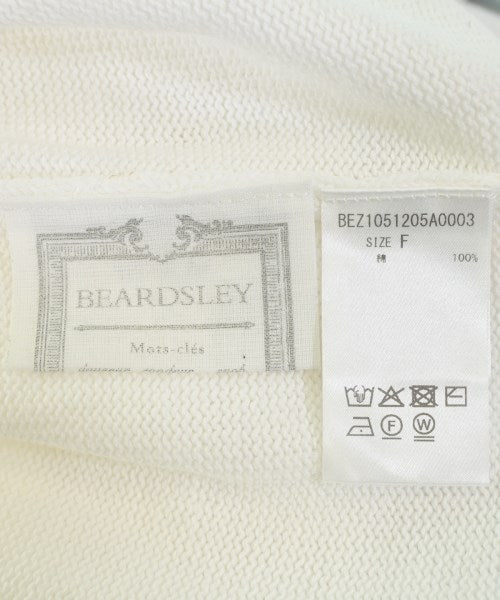 BEARDSLEY
Mots-clés
BEZ1051205A0003
SIZE F
綿 100%
F
W